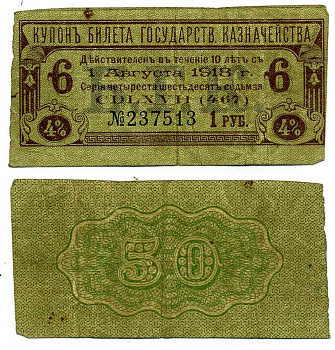 КУПОНЪ БИЛЕТА ГОСУДАРСТВ. КАЗНАЧЕЙСТВА
Дѣйствителенъ въ теченіе 10 лѣтъ съ
6 1 Августа 1918 г. 6
Серія четыреста шестьдесятъ седьмая
CDLXVII (467)
4% №237513 1 РУБ. 4%
50